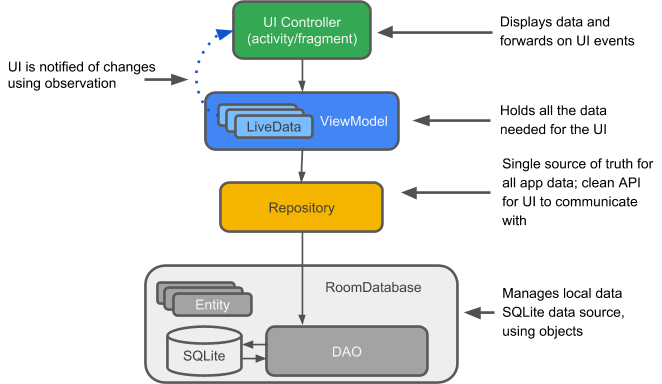 UI Controller
(activity/fragment)
Displays data and
forwards on UI events
UI is notified of changes
using observation
LiveData
ViewModel
Holds all the data
needed for the UI
Repository
Single source of truth for
all app data; clean API
for UI to communicate
with
RoomDatabase
Entity
SQLite
DAO
Manages local data
SQLite data source,
using objects